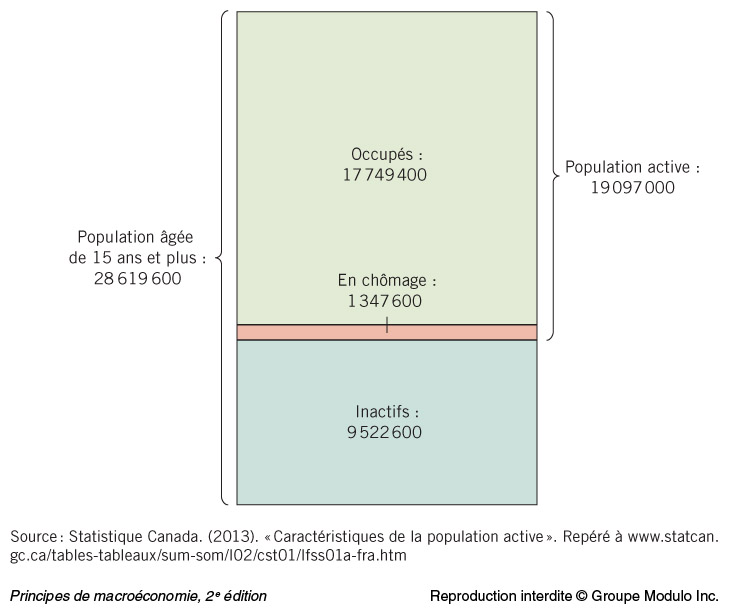 Occupés :
17 749 400
Population active :
19 097 000
Population âgée
de 15 ans et plus :
28 619 600
En chômage :
1 347 600
Inactifs :
9 522 600
Source : Statistique Canada. (2013). « Caractéristiques de la population active ». Repéré à www.statcan.
gc.ca/tables-tableaux/sum-som/l02/cst01/lfss01a-fra.htm
Principes de macroéconomie, 2e édition
Reproduction interdite © Groupe Modulo Inc.